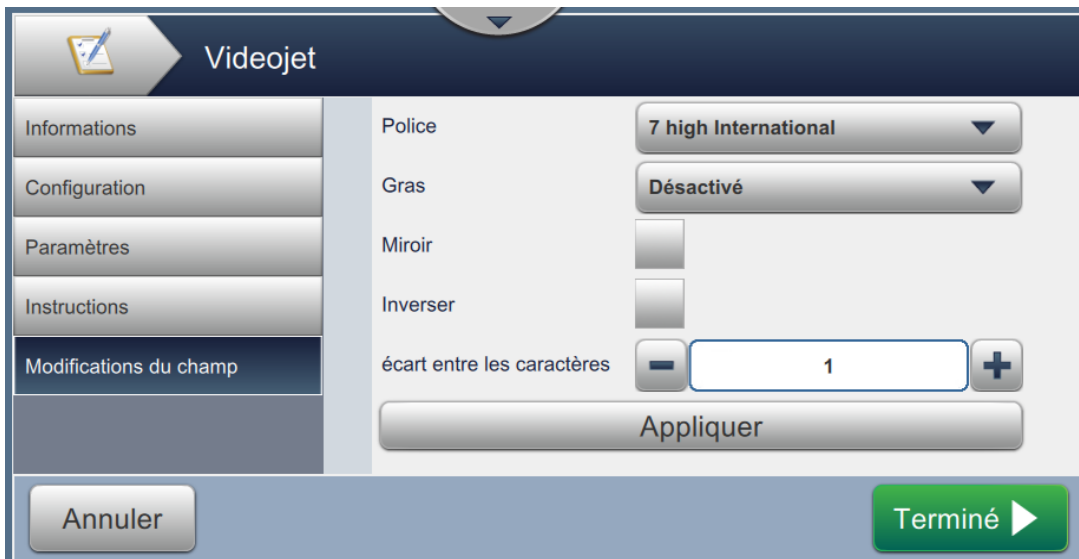 Videojet
Informations
Configuration
Paramètres
Instructions
Modifications du champ
Police
7 high International
Gras
Désactivé
Miroir
Inverser
écart entre les caractères
1
Appliquer
Annuler
Terminé